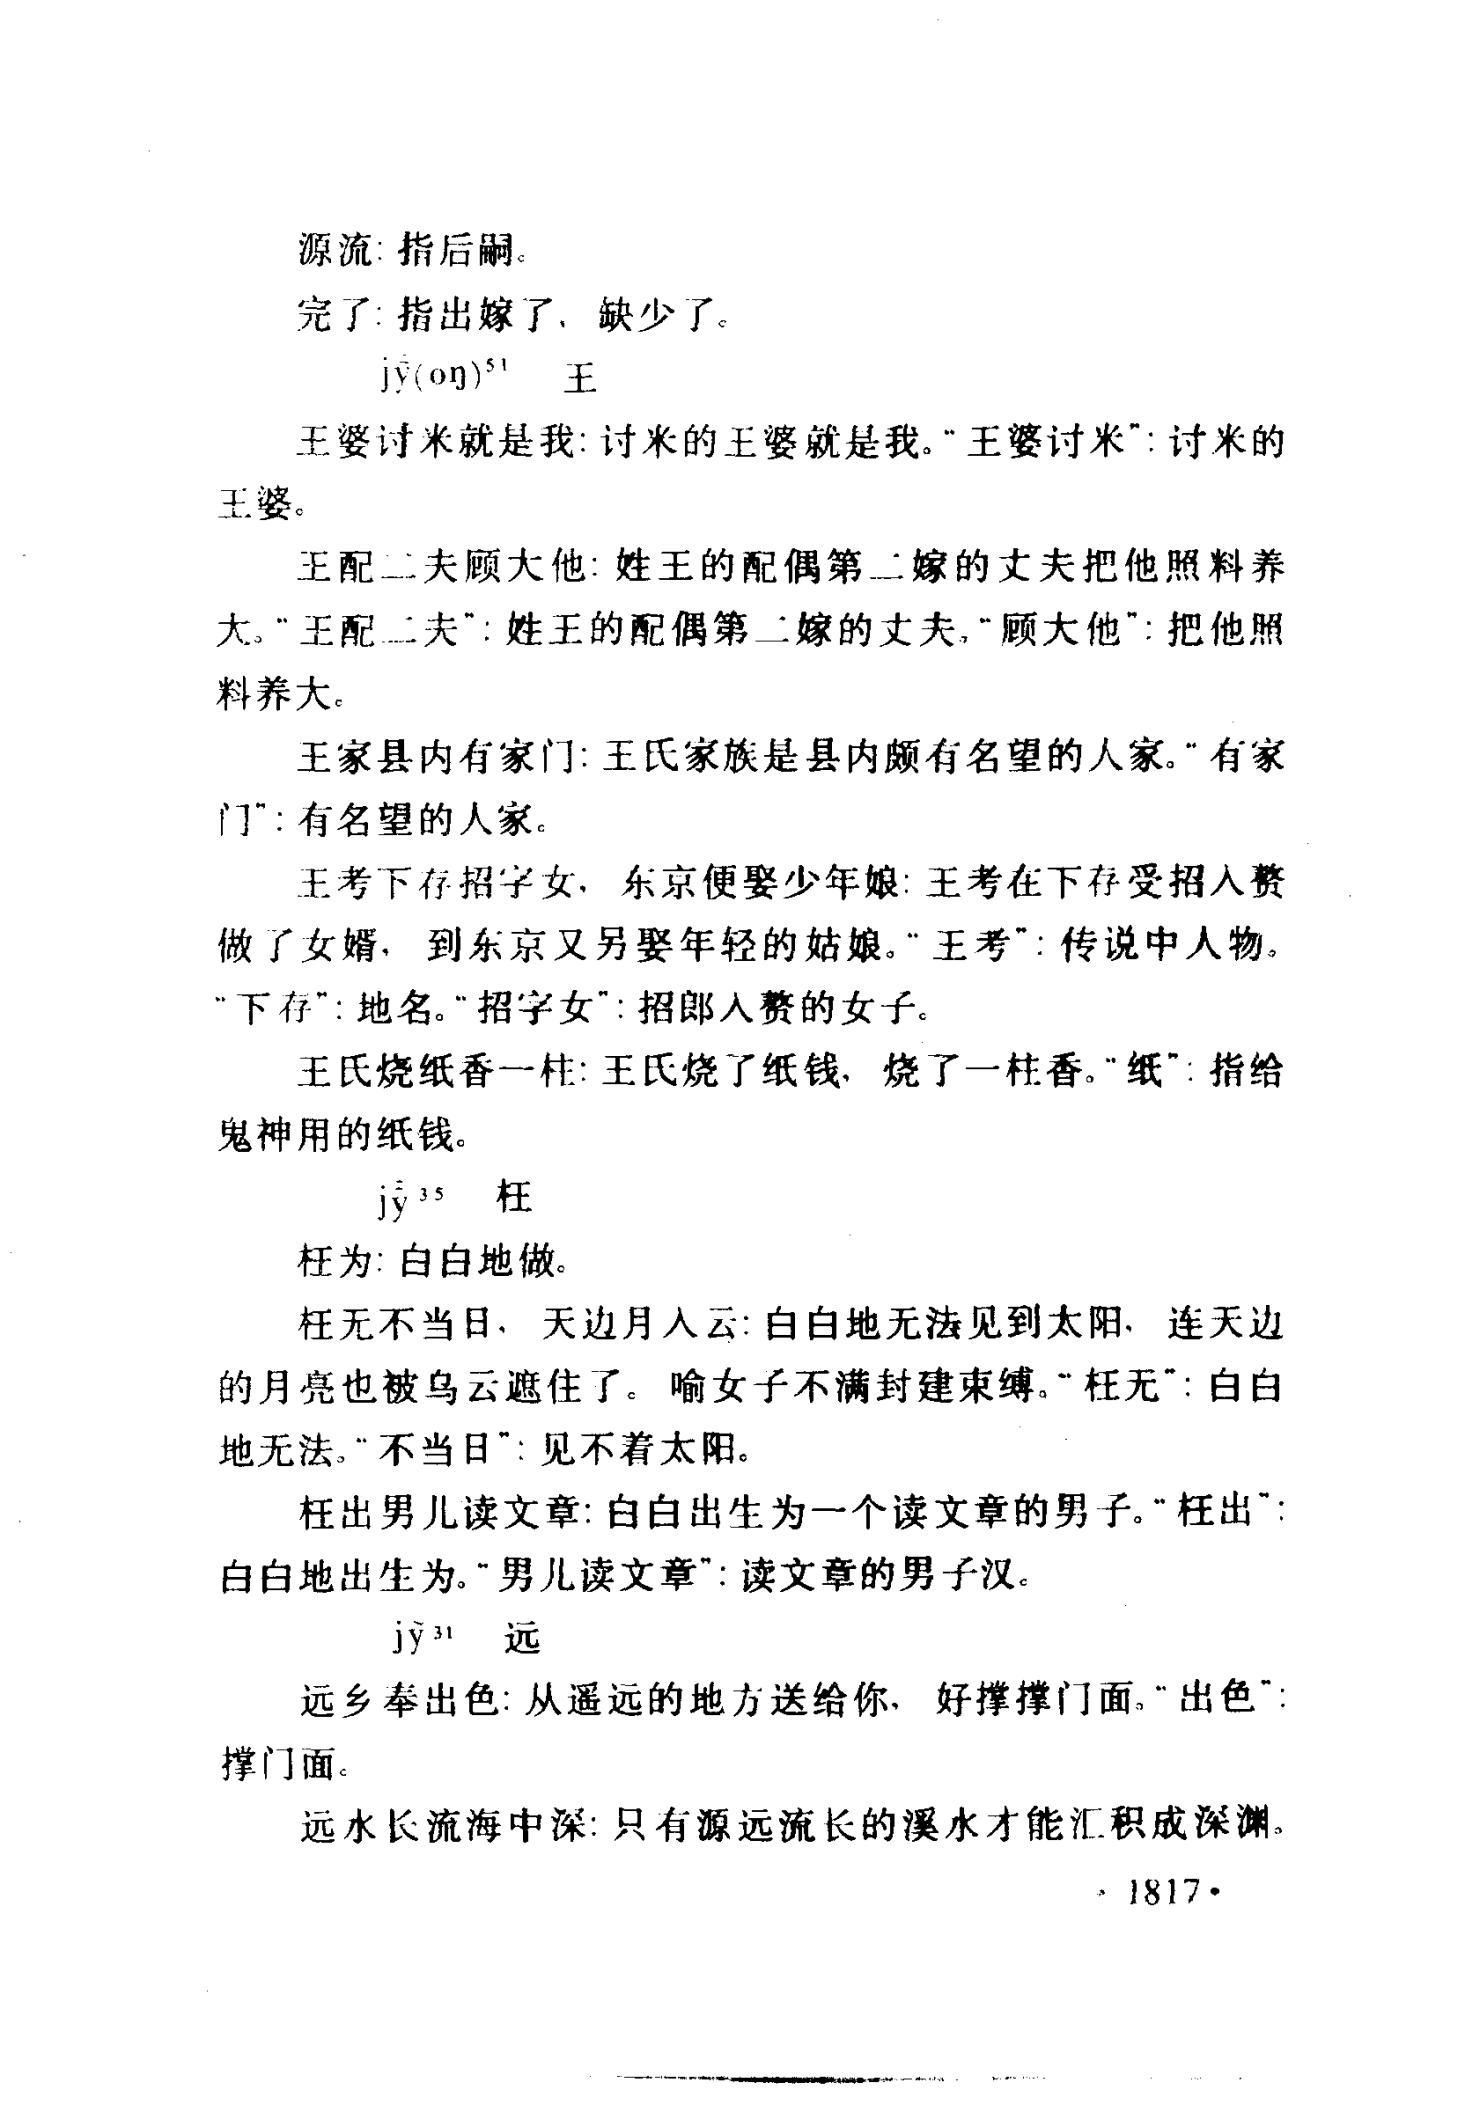 源流: 指后嗣。
完了: 指出嫁了、缺少了。
jỹ(oŋ)⁵¹ 王
王婆讨米就是我: 讨米的王婆就是我。“王婆讨米”: 讨米的
王婆。
王配二夫顾大他: 姓王的配偶第二嫁的丈夫把他照料养
大。“王配二夫”: 姓王的配偶第二嫁的丈夫,“顾大他”: 把他照
料养大。
王家县内有家门: 王氏家族是县内颇有名望的人家。“有家
门”: 有名望的人家。
王考下存招字女, 东京便娶少年娘: 王考在下存受招入赘
做了女婿, 到东京又另娶年轻的姑娘。“王考”: 传说中人物。
“下存”: 地名。“招字女”: 招郎入赘的女子。
王氏烧纸香一柱: 王氏烧了纸钱, 烧了一柱香。“纸”: 指给
鬼神用的纸钱。
jỹ³⁵ 枉
枉为: 白白地做。
枉无不当日, 天边月入云: 白白地无法见到太阳, 连天边
的月亮也被乌云遮住了。喻女子不满封建束缚。“枉无”: 白白
地无法。“不当日”: 见不着太阳。
枉出男儿读文章: 白白出生为一个读文章的男子。“枉出”:
白白地出生为。“男儿读文章”: 读文章的男子汉。
jỹ³¹ 远
远乡奉出色: 从遥远的地方送给你, 好撑撑门面。“出色”:
撑门面。
远水长流海中深: 只有源远流长的溪水才能汇积成深渊。
· 1817 ·